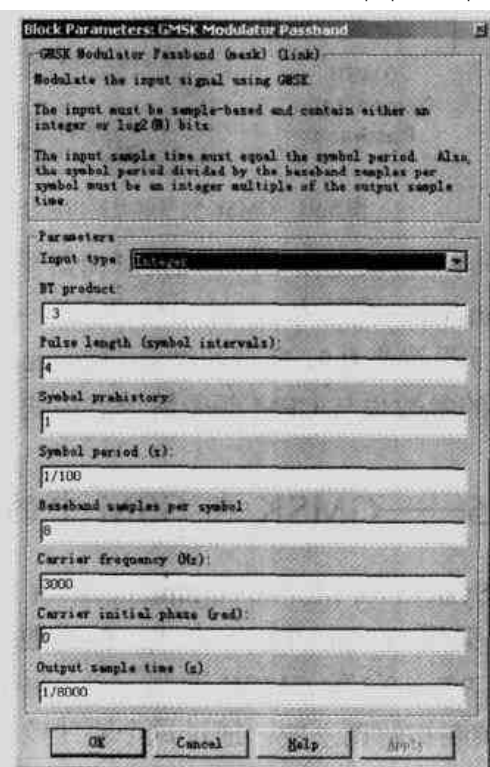 Block Parameters: GMSK Modulator Passband
GMSK Modulator Passband (mask) (link)
Modulate the input signal using GMSK
The input must be sample-based and contain either an
integer or log2(M) bits.
The input sample time must equal the symbol period. Also,
the symbol period divided by the baseband samples per
symbol must be an integer multiple of the output sample
time.
Parameters
Input type: Integer
BT product:
3
Pulse length (symbol intervals):
4
Symbol prehistory:
1
Symbol period (s):
1/100
Baseband samples per symbol
8
Carrier frequency (Hz):
3000
Carrier initial phase (rad):
0
Output sample time (s)
1/8000
OK Cancel Help Apply